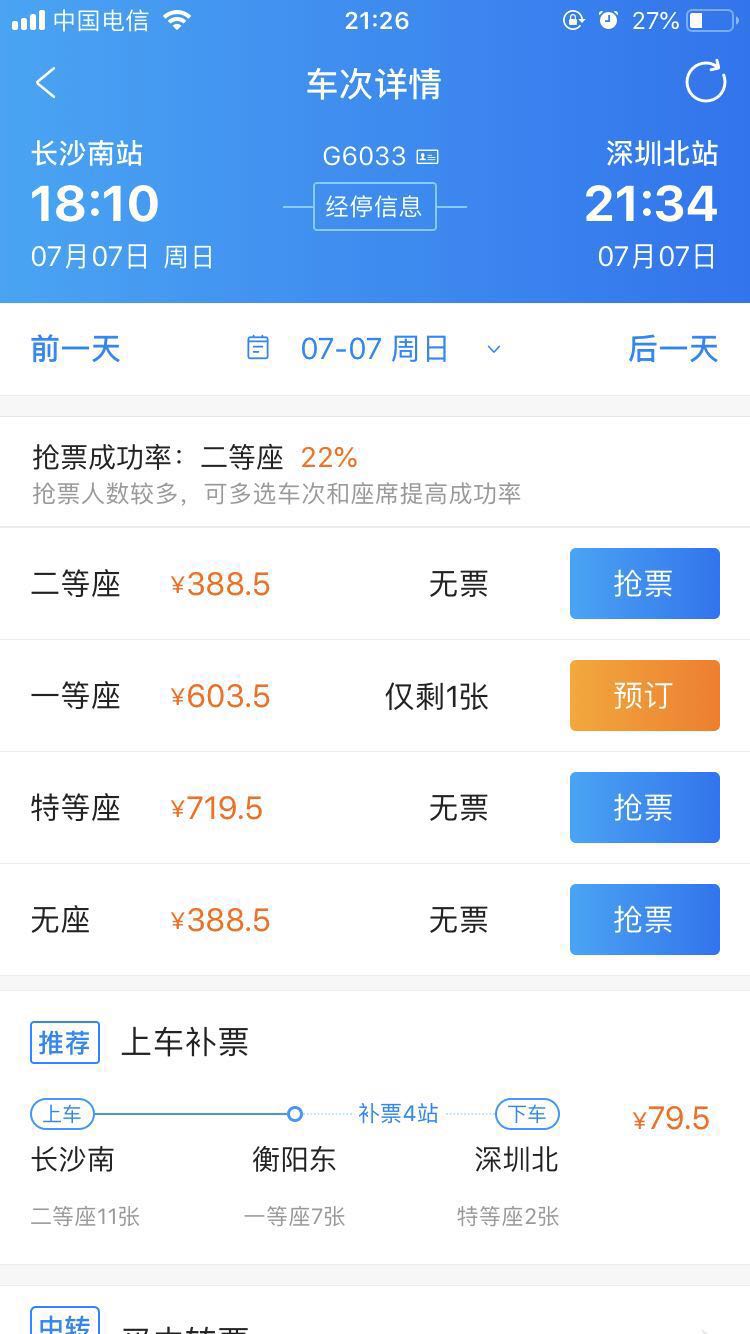 中国电信 21:26 27%
车次详情
长沙南站 G6033 深圳北站
18:10 经停信息 21:34
07月07日 周日 07月07日
前一天 07-07 周日 后一天
抢票成功率：二等座 22%
抢票人数较多，可多选车次和座席提高成功率
二等座 ¥388.5 无票 抢票
一等座 ¥603.5 仅剩1张 预订
特等座 ¥719.5 无票 抢票
无座 ¥388.5 无票 抢票
推荐 上车补票
上车 补票4站 下车 ¥79.5
长沙南 衡阳东 深圳北
二等座11张 一等座7张 特等座2张
中转